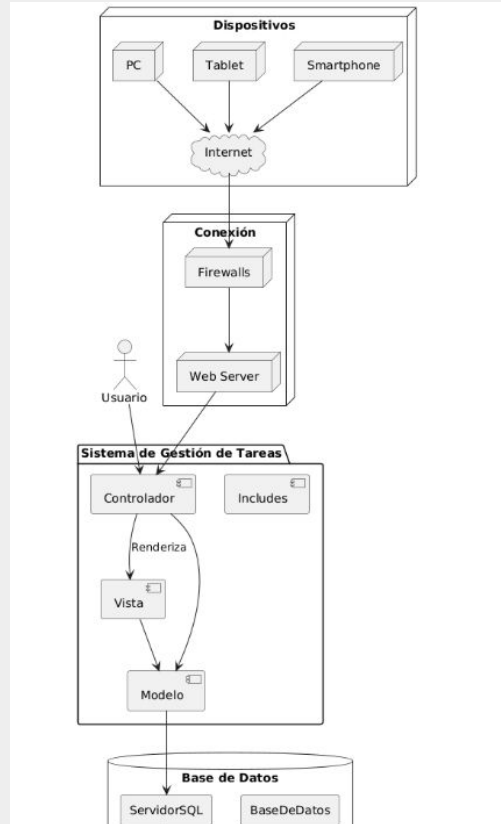 Dispositivos
PC
Tablet
Smartphone
Internet
Conexión
Firewalls
Web Server
Usuario
Sistema de Gestión de Tareas
Controlador
Includes
Renderiza
Vista
Modelo
Base de Datos
ServidorSQL
BaseDeDatos